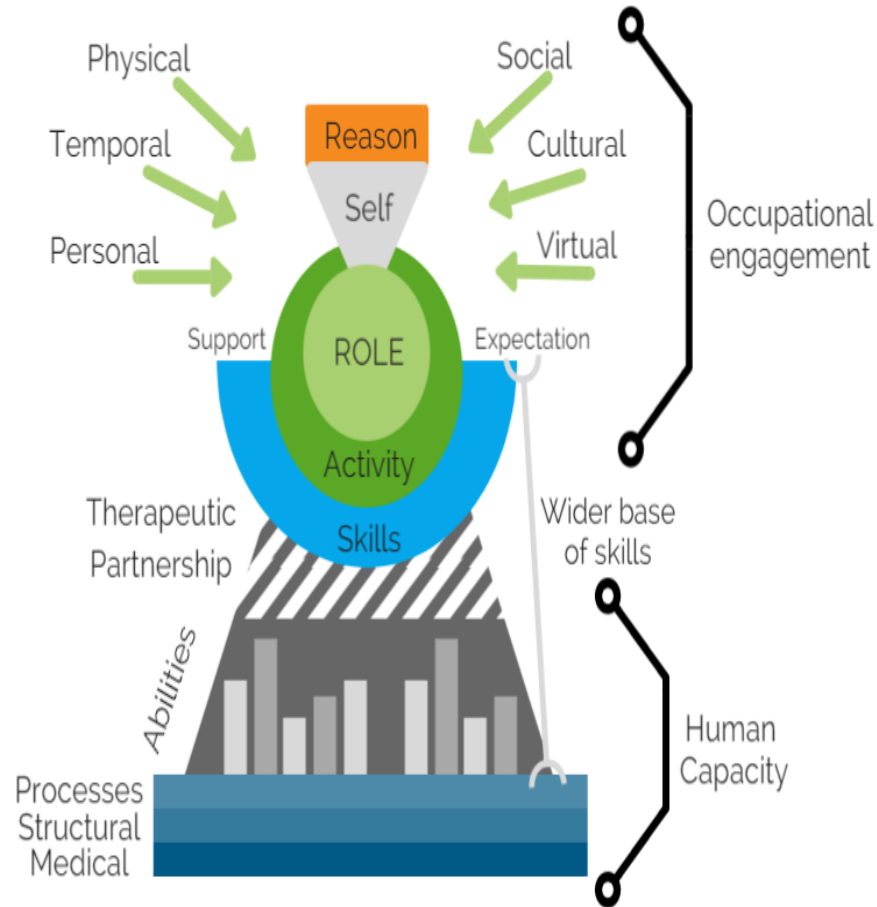 Physical
Social
Reason
Temporal
Cultural
Self
Personal
Virtual
Occupational
engagement
Support
Expectation
ROLE
Activity
Therapeutic
Partnership
Skills
Wider base
of skills
Abilities
Human
Capacity
Processes
Structural
Medical